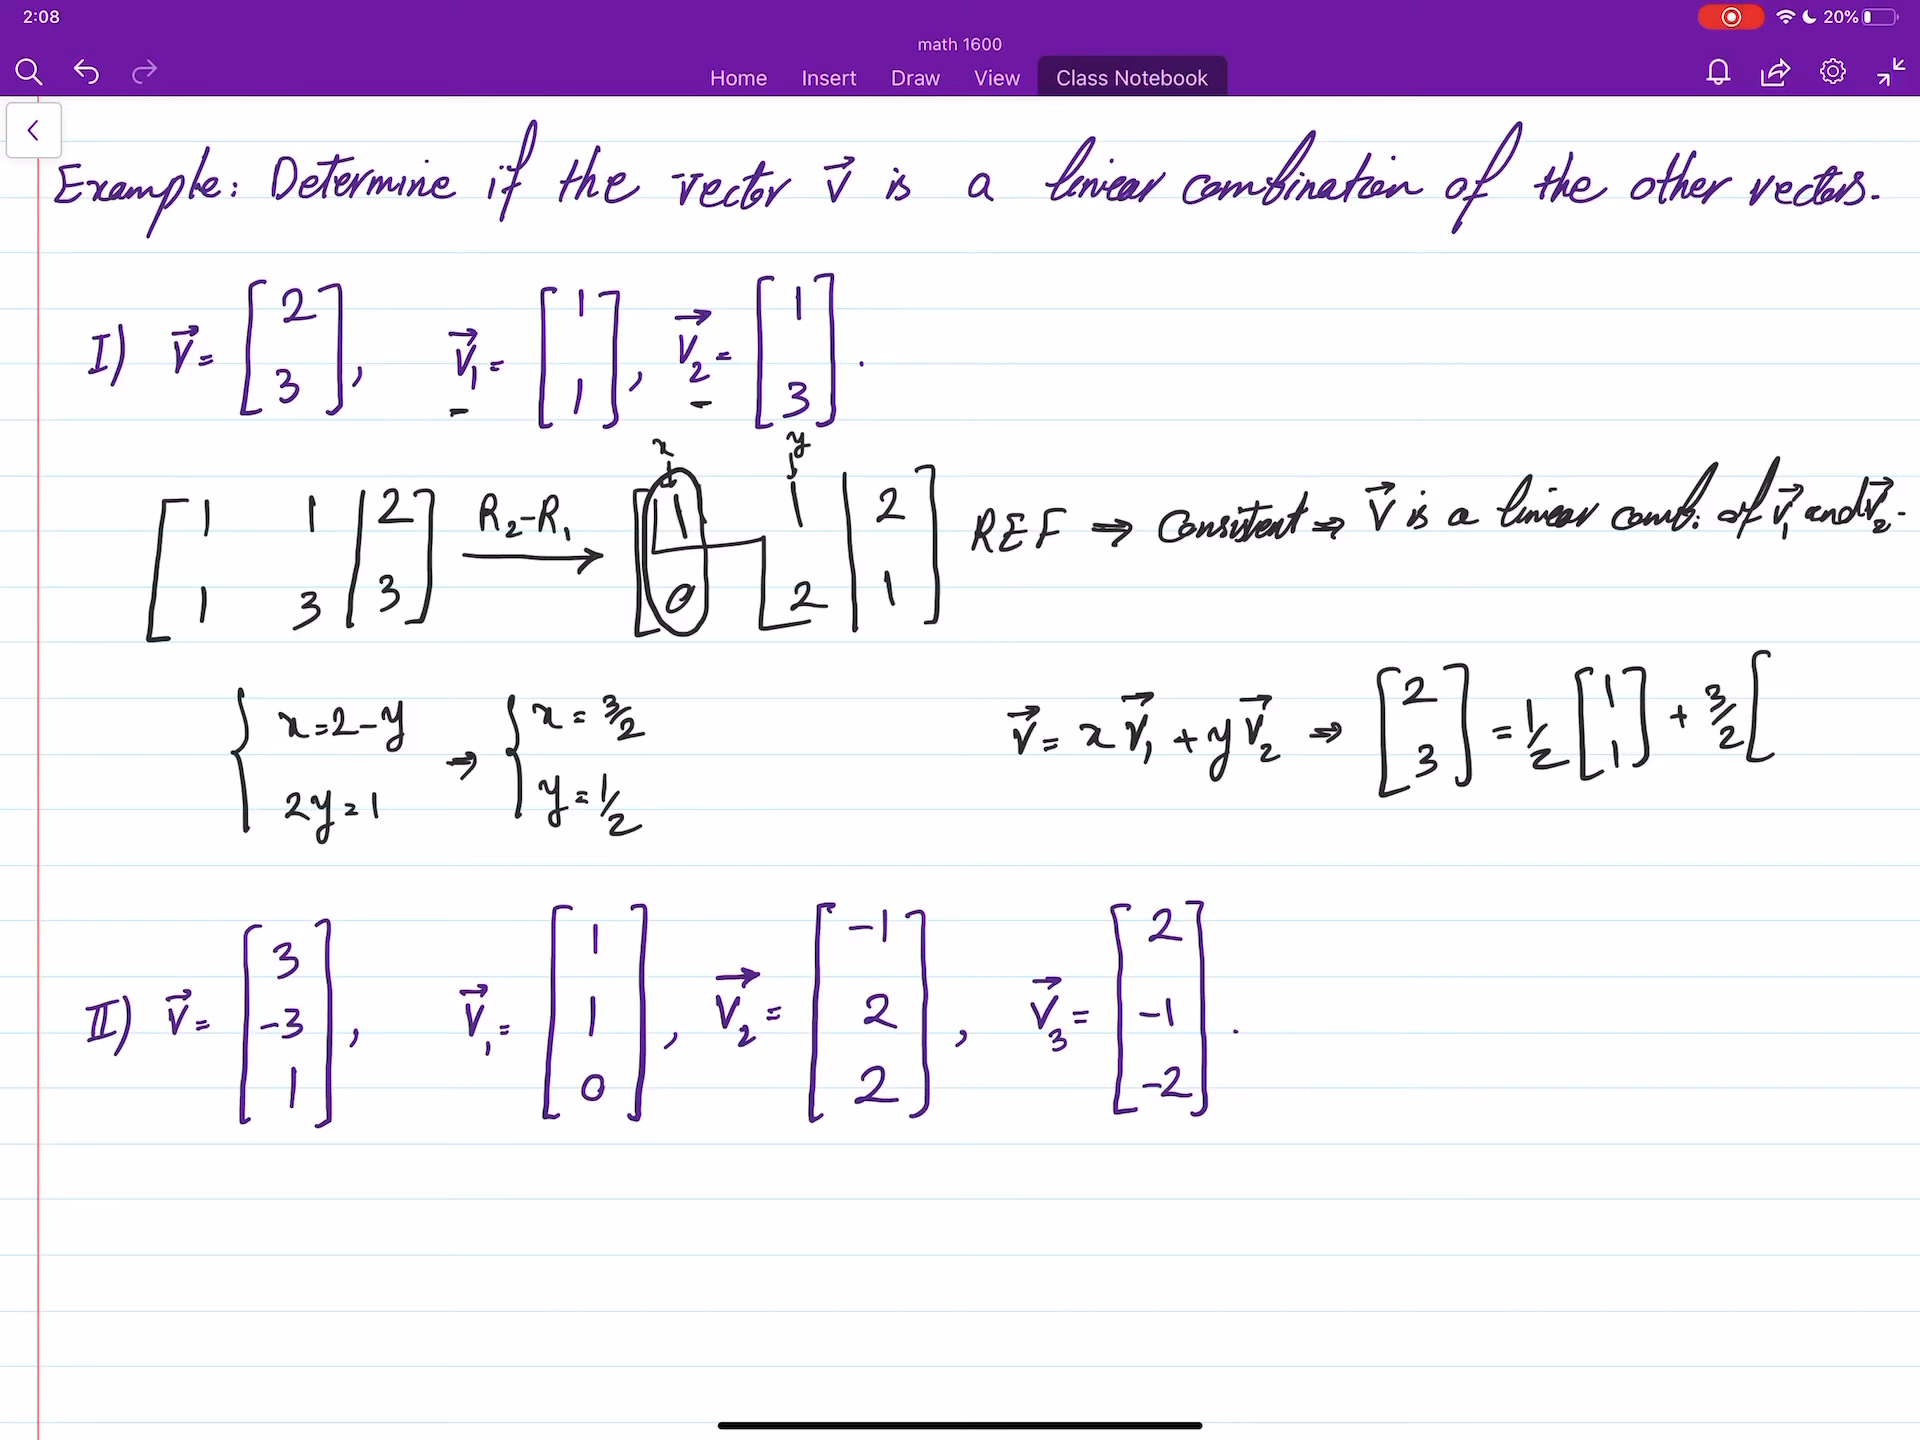 2:08
20%
math 1600
Home Insert Draw View Class Notebook
Example: Determine if the vector v⃗ is a linear combination of the other vectors.
I) v⃗ = [2 3], v⃗₁ = [1 1], v⃗₂ = [1 3].
x y
[1 1 | 2] R₂-R₁ [1 1 | 2] REF ⇒ Consistent ⇒ v⃗ is a linear comb. of v⃗₁ and v⃗₂.
[1 3 | 3] → [0 2 | 1]
{ x = 2 - y → { x = 3/2 v⃗ = x v⃗₁ + y v⃗₂ ⇒ [2 3] = 1/2 [1 1] + 3/2 [
2y = 1 y = 1/2
II) v⃗ = [3 -3 1], v⃗₁ = [1 1 0], v⃗₂ = [-1 2 2], v⃗₃ = [2 -1 -2].